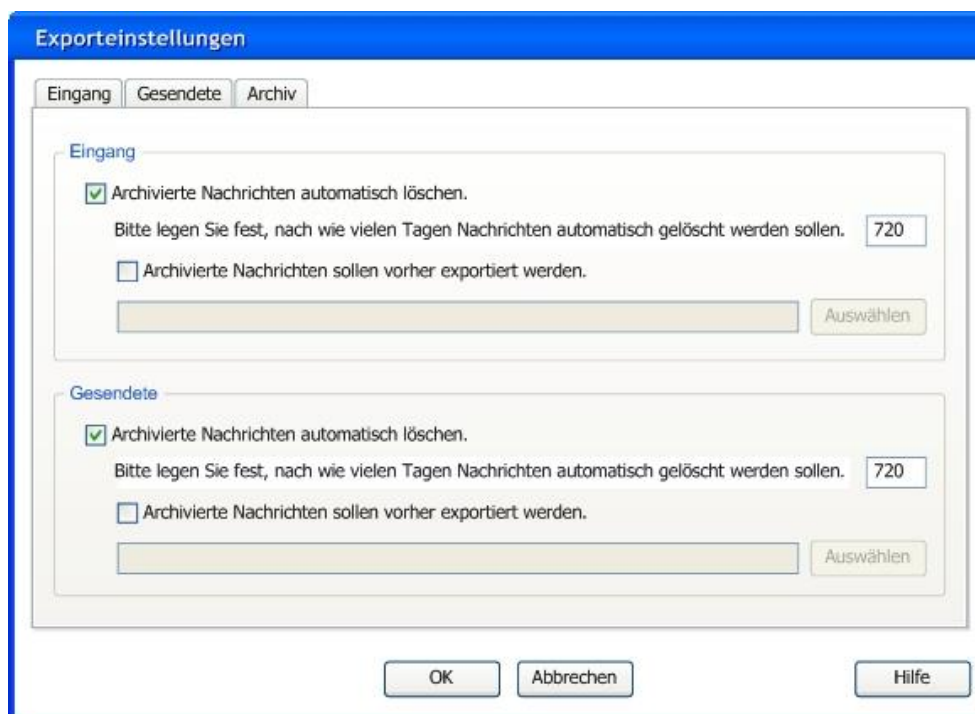 Exporteinstellungen
Eingang Gesendete Archiv
Eingang
Archivierte Nachrichten automatisch löschen.
Bitte legen Sie fest, nach wie vielen Tagen Nachrichten automatisch gelöscht werden sollen. 720
Archivierte Nachrichten sollen vorher exportiert werden.
Auswählen
Gesendete
Archivierte Nachrichten automatisch löschen.
Bitte legen Sie fest, nach wie vielen Tagen Nachrichten automatisch gelöscht werden sollen. 720
Archivierte Nachrichten sollen vorher exportiert werden.
Auswählen
OK Abbrechen Hilfe